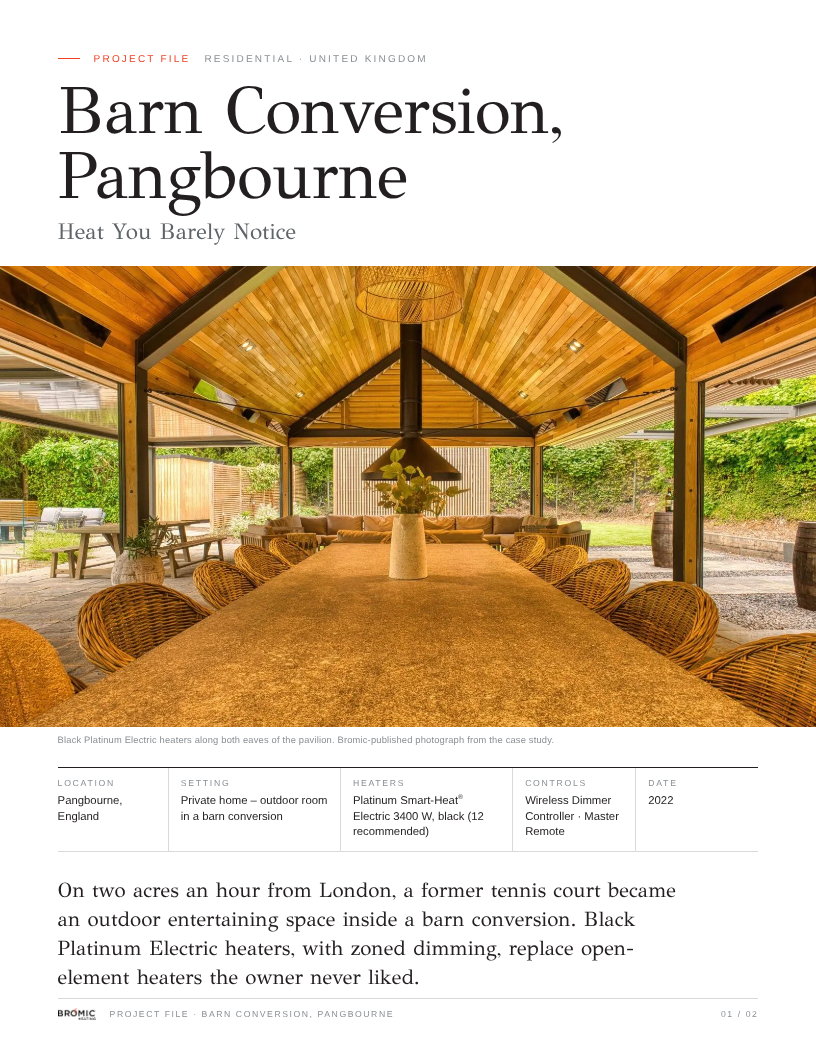 PROJECT FILE RESIDENTIAL · UNITED KINGDOM
Barn Conversion,
Pangbourne
Heat You Barely Notice
Black Platinum Electric heaters along both eaves of the pavilion. Bromic-published photograph from the case study.
LOCATION
Pangbourne,
England
SETTING
Private home – outdoor room
in a barn conversion
HEATERS
Platinum Smart-Heat®
Electric 3400 W, black (12
recommended)
CONTROLS
Wireless Dimmer
Controller · Master
Remote
DATE
2022
On two acres an hour from London, a former tennis court became
an outdoor entertaining space inside a barn conversion. Black
Platinum Electric heaters, with zoned dimming, replace open-
element heaters the owner never liked.
BROMIC
HEATING
PROJECT FILE · BARN CONVERSION, PANGBOURNE
01 / 02